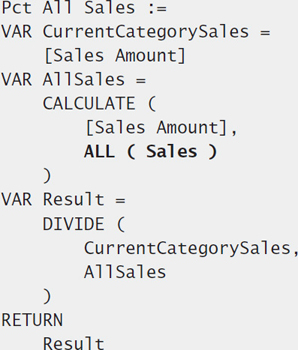 Pct All Sales :=
VAR CurrentCategorySales =
    [Sales Amount]
VAR AllSales =
    CALCULATE (
        [Sales Amount],
        ALL ( Sales )
    )
VAR Result =
    DIVIDE (
        CurrentCategorySales,
        AllSales
    )
RETURN
    Result